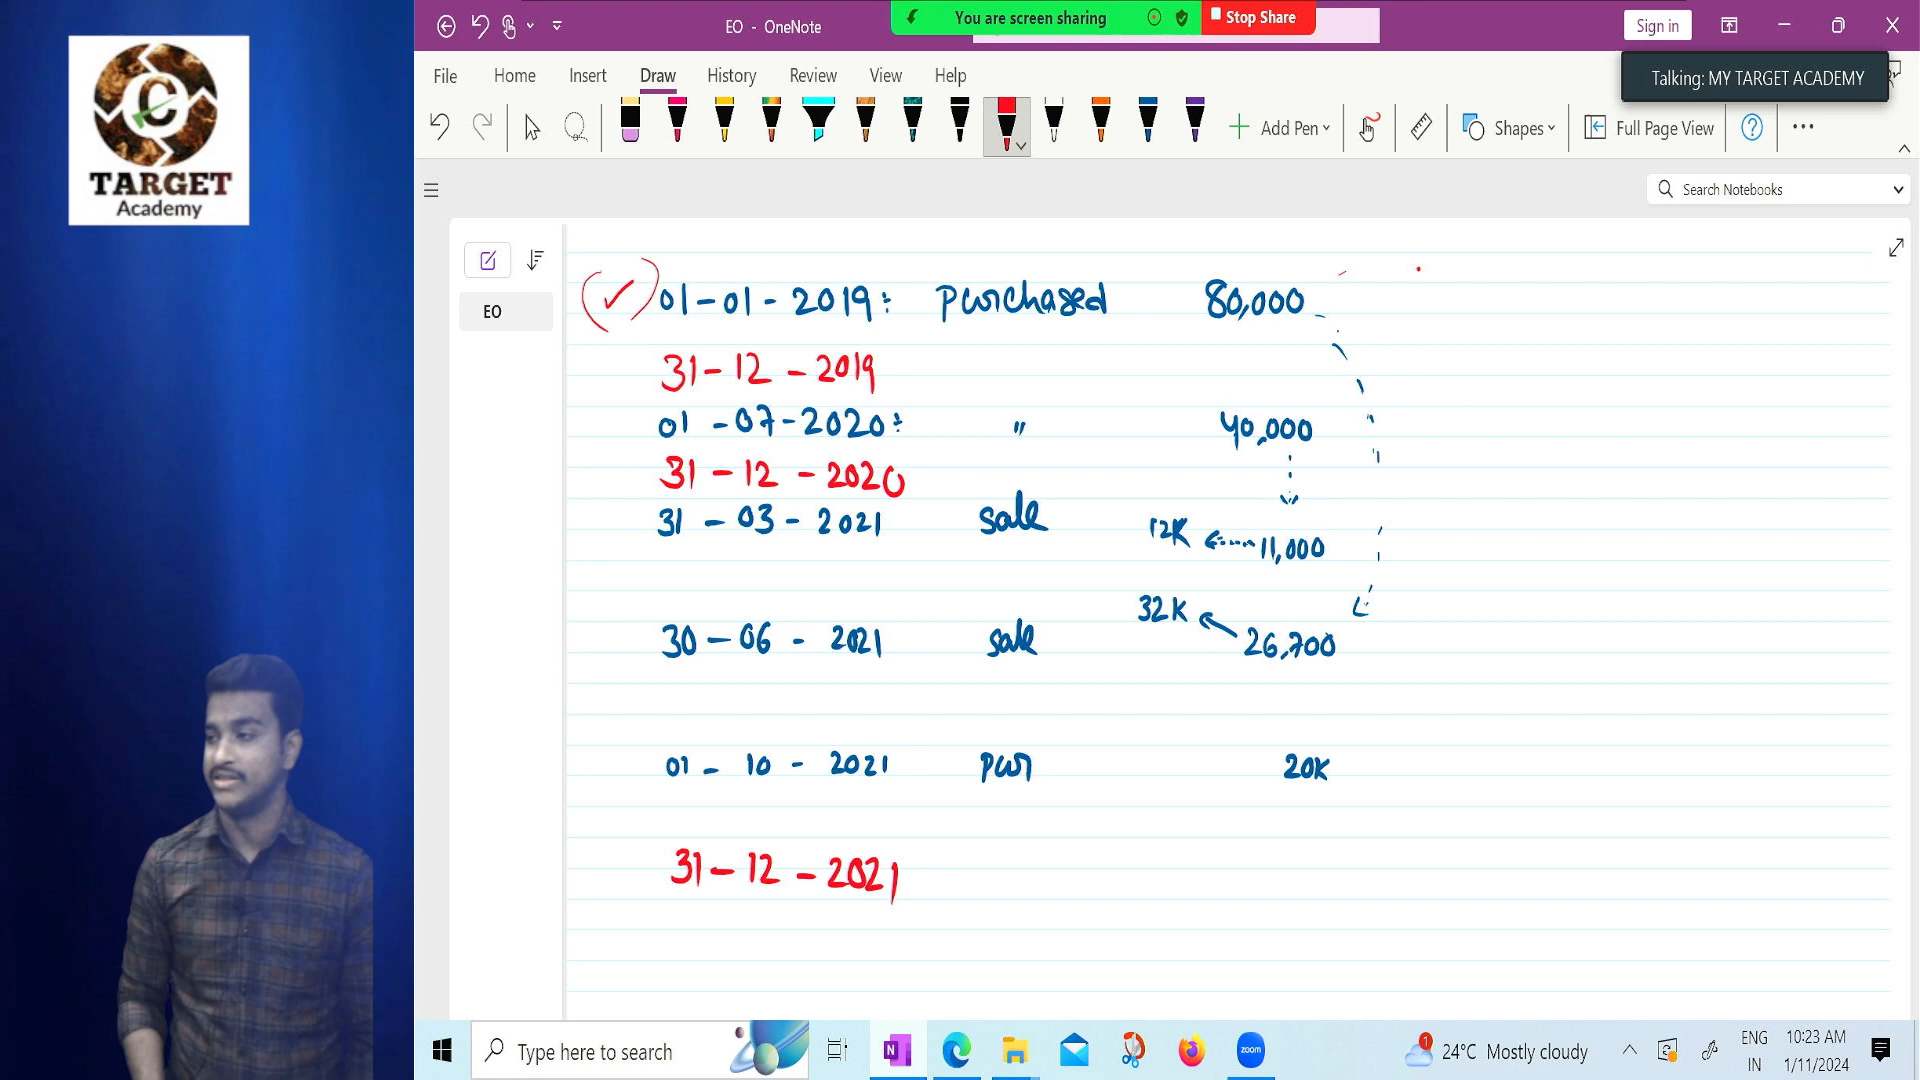 TARGET
Academy
EO - OneNote
You are screen sharing
Stop Share
Sign in
File Home Insert Draw History Review View Help
Talking: MY TARGET ACADEMY
Add Pen
Shapes
Full Page View
Search Notebooks
EO
01-01-2019: purchased 80,000
31-12-2019
01-07-2020: " 40,000
31-12-2020
31-03-2021 sale 12K 11,000
32K
30-06-2021 sale 26,700
01-10-2021 pur 20K
31-12-2021
Type here to search
zoom
1
24°C Mostly cloudy
ENG
IN
10:23 AM
1/11/2024